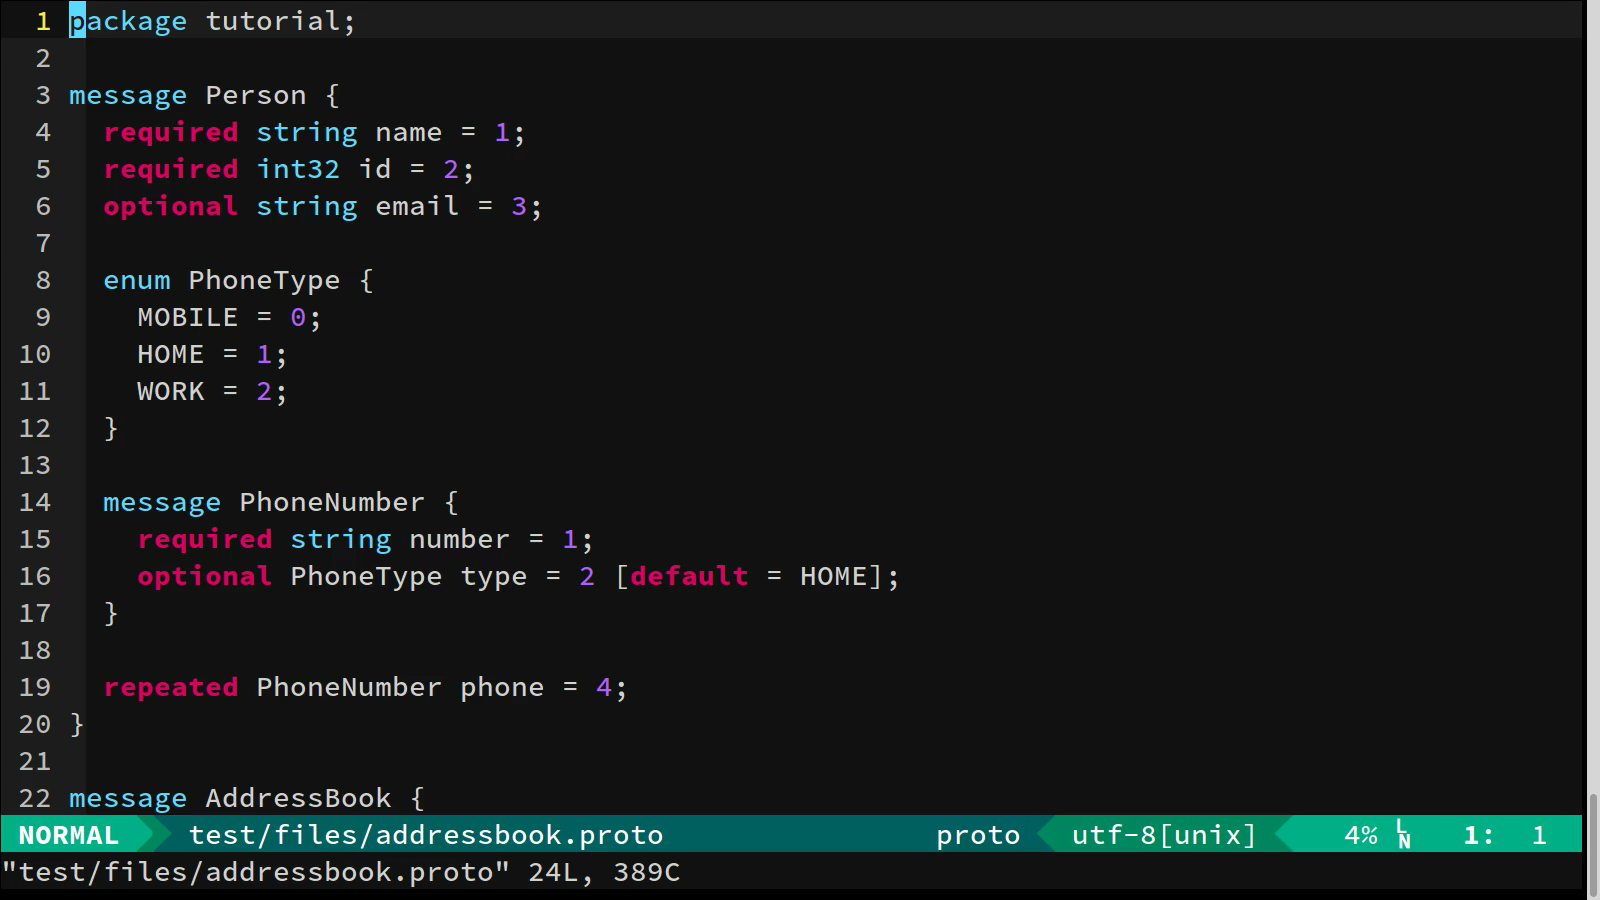 1 package tutorial;
2
3 message Person {
4   required string name = 1;
5   required int32 id = 2;
6   optional string email = 3;
7
8   enum PhoneType {
9     MOBILE = 0;
10     HOME = 1;
11     WORK = 2;
12   }
13
14   message PhoneNumber {
15     required string number = 1;
16     optional PhoneType type = 2 [default = HOME];
17   }
18
19   repeated PhoneNumber phone = 4;
20 }
21
22 message AddressBook {
NORMAL test/files/addressbook.proto proto utf-8[unix] 4% LN 1: 1
"test/files/addressbook.proto" 24L, 389C